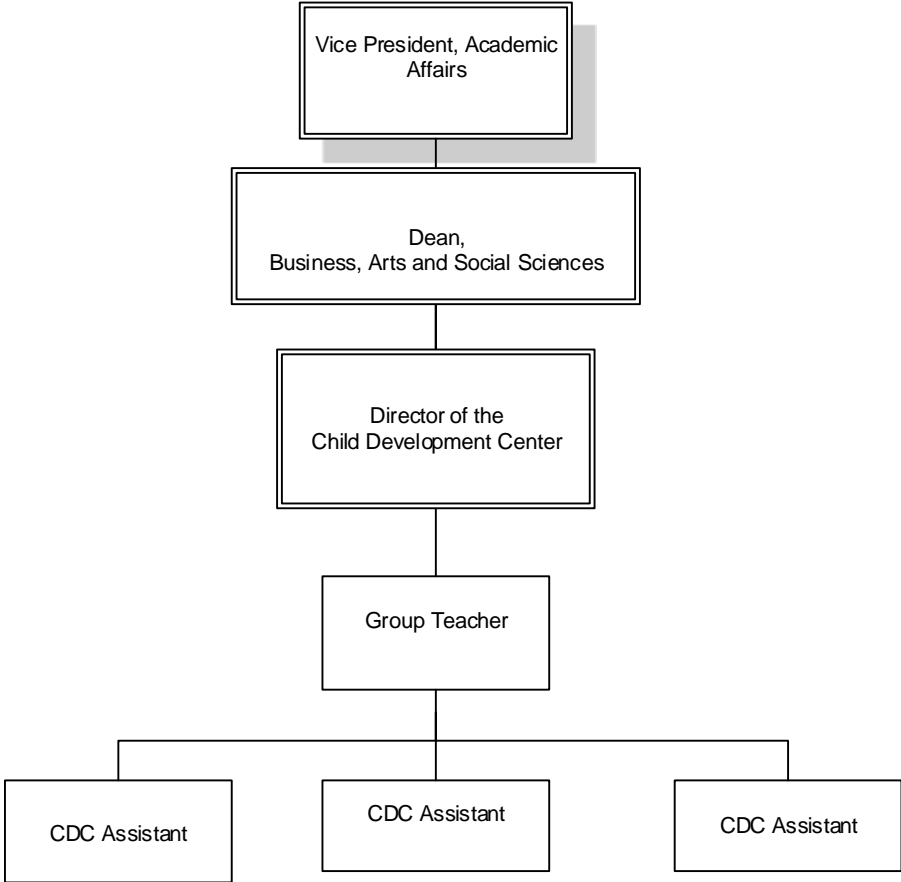 Vice President, Academic
Affairs
Dean,
Business, Arts and Social Sciences
Director of the
Child Development Center
Group Teacher
CDC Assistant
CDC Assistant
CDC Assistant